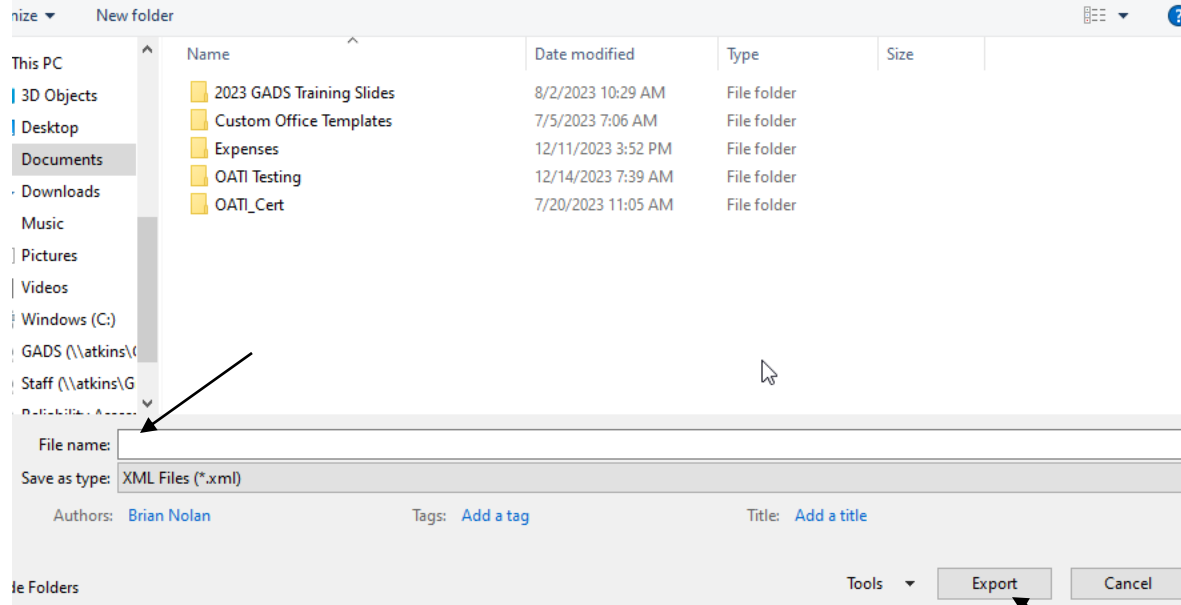 nize New folder
Name Date modified Type Size
This PC
3D Objects
Desktop
Documents
Downloads
Music
Pictures
Videos
Windows (C:)
GADS (\\atkins\
Staff (\\atkins\G
2023 GADS Training Slides 8/2/2023 10:29 AM File folder
Custom Office Templates 7/5/2023 7:06 AM File folder
Expenses 12/11/2023 3:52 PM File folder
OATI Testing 12/14/2023 7:39 AM File folder
OATI_Cert 7/20/2023 11:05 AM File folder
File name:
Save as type: XML Files (*.xml)
Authors: Brian Nolan Tags: Add a tag Title: Add a title
de Folders Tools Export Cancel